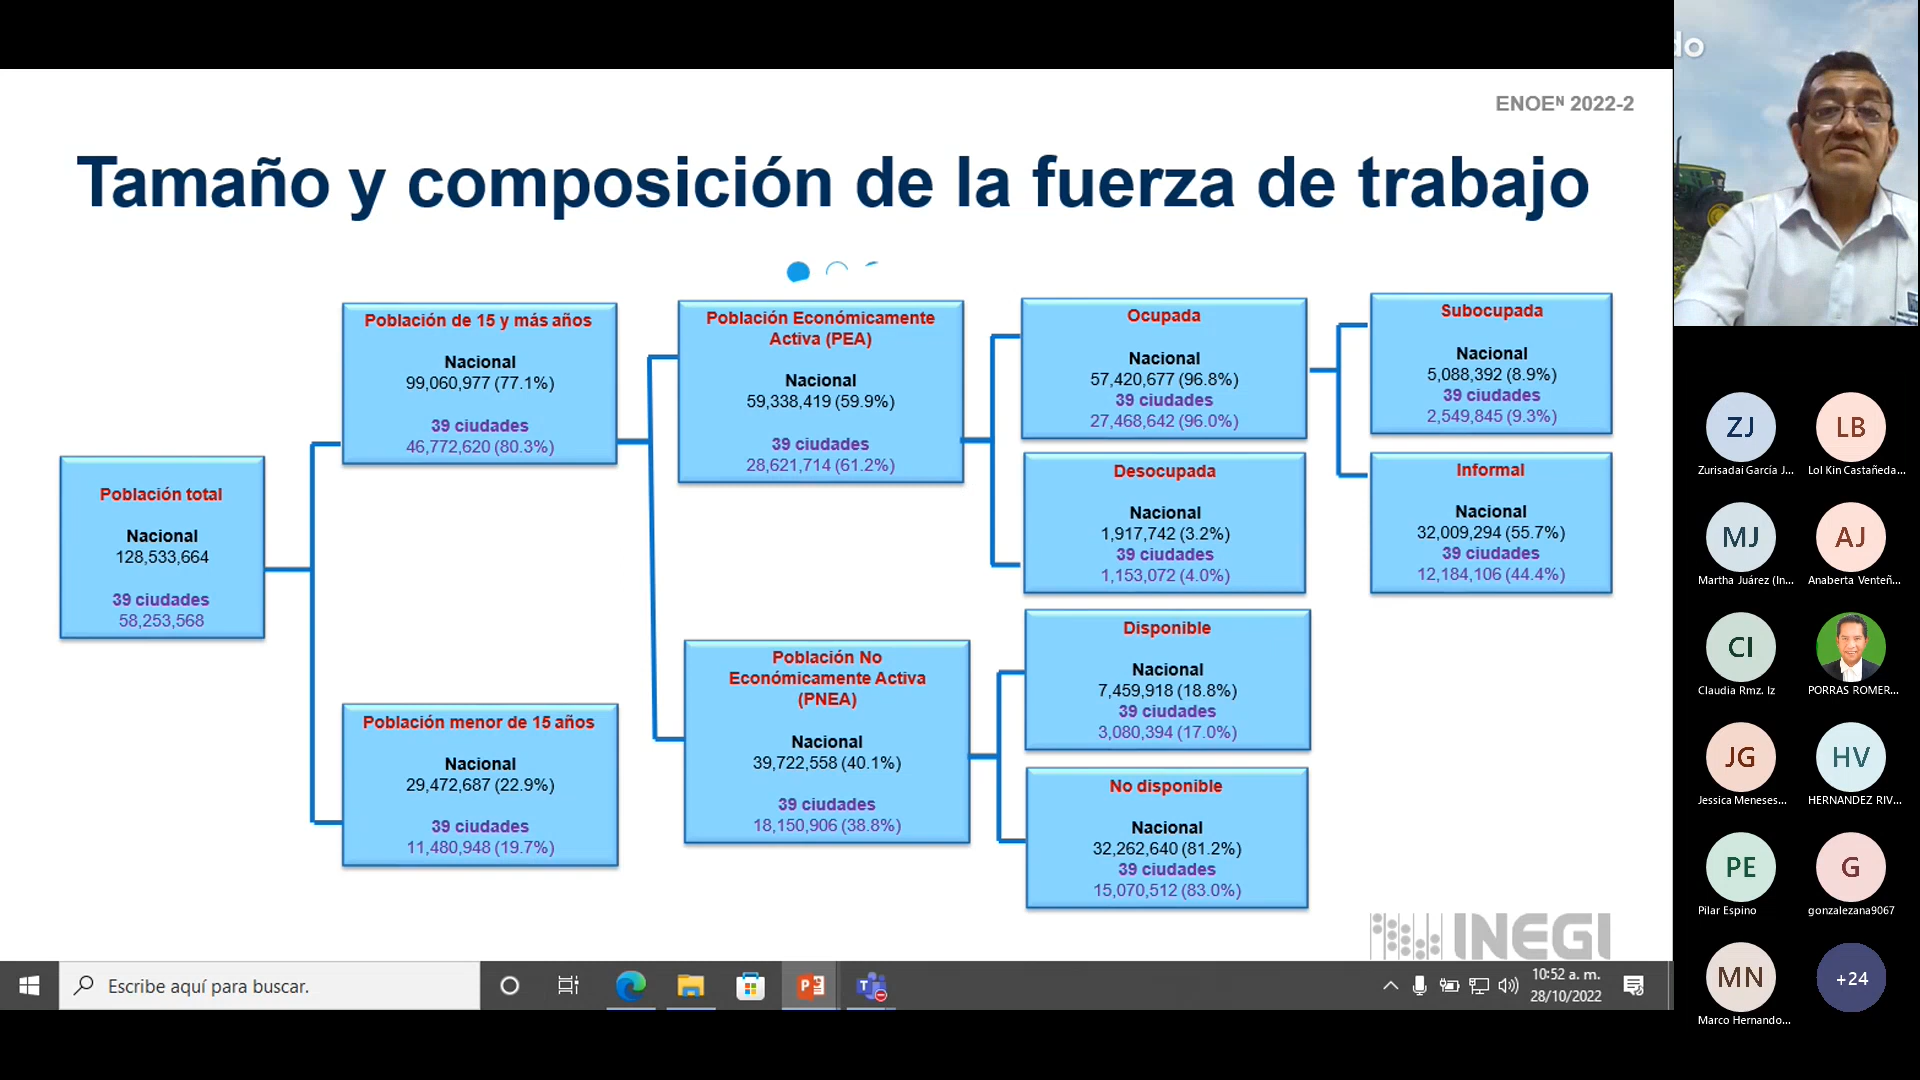 do
ENOEᴺ 2022-2
Tamaño y composición de la fuerza de trabajo
Población total
Nacional
128,533,664
39 ciudades
58,253,568
Población de 15 y más años
Nacional
99,060,977 (77.1%)
39 ciudades
46,772,620 (80.3%)
Población menor de 15 años
Nacional
29,472,687 (22.9%)
39 ciudades
11,480,948 (19.7%)
Población Económicamente
Activa (PEA)
Nacional
59,338,419 (59.9%)
39 ciudades
28,621,714 (61.2%)
Población No
Económicamente Activa
(PNEA)
Nacional
39,722,558 (40.1%)
39 ciudades
18,150,906 (38.8%)
Ocupada
Nacional
57,420,677 (96.8%)
39 ciudades
27,468,642 (96.0%)
Desocupada
Nacional
1,917,742 (3.2%)
39 ciudades
1,153,072 (4.0%)
Disponible
Nacional
7,459,918 (18.8%)
39 ciudades
3,080,394 (17.0%)
No disponible
Nacional
32,262,640 (81.2%)
39 ciudades
15,070,512 (83.0%)
Subocupada
Nacional
5,088,392 (8.9%)
39 ciudades
2,549,845 (9.3%)
Informal
Nacional
32,009,294 (55.7%)
39 ciudades
12,184,106 (44.4%)
INEGI
Escribe aquí para buscar.
10:52 a. m.
28/10/2022
ZJ
Zurisadai García J...
LB
Lol Kin Castañeda...
MJ
Martha Juárez (In...
AJ
Anaberta Venteñ...
CI
Claudia Rmz. Iz
PORRAS ROMER...
JG
Jessica Meneses...
HV
HERNANDEZ RIV...
PE
Pilar Espino
G
gonzalezana9067
MN
Marco Hernando...
+24